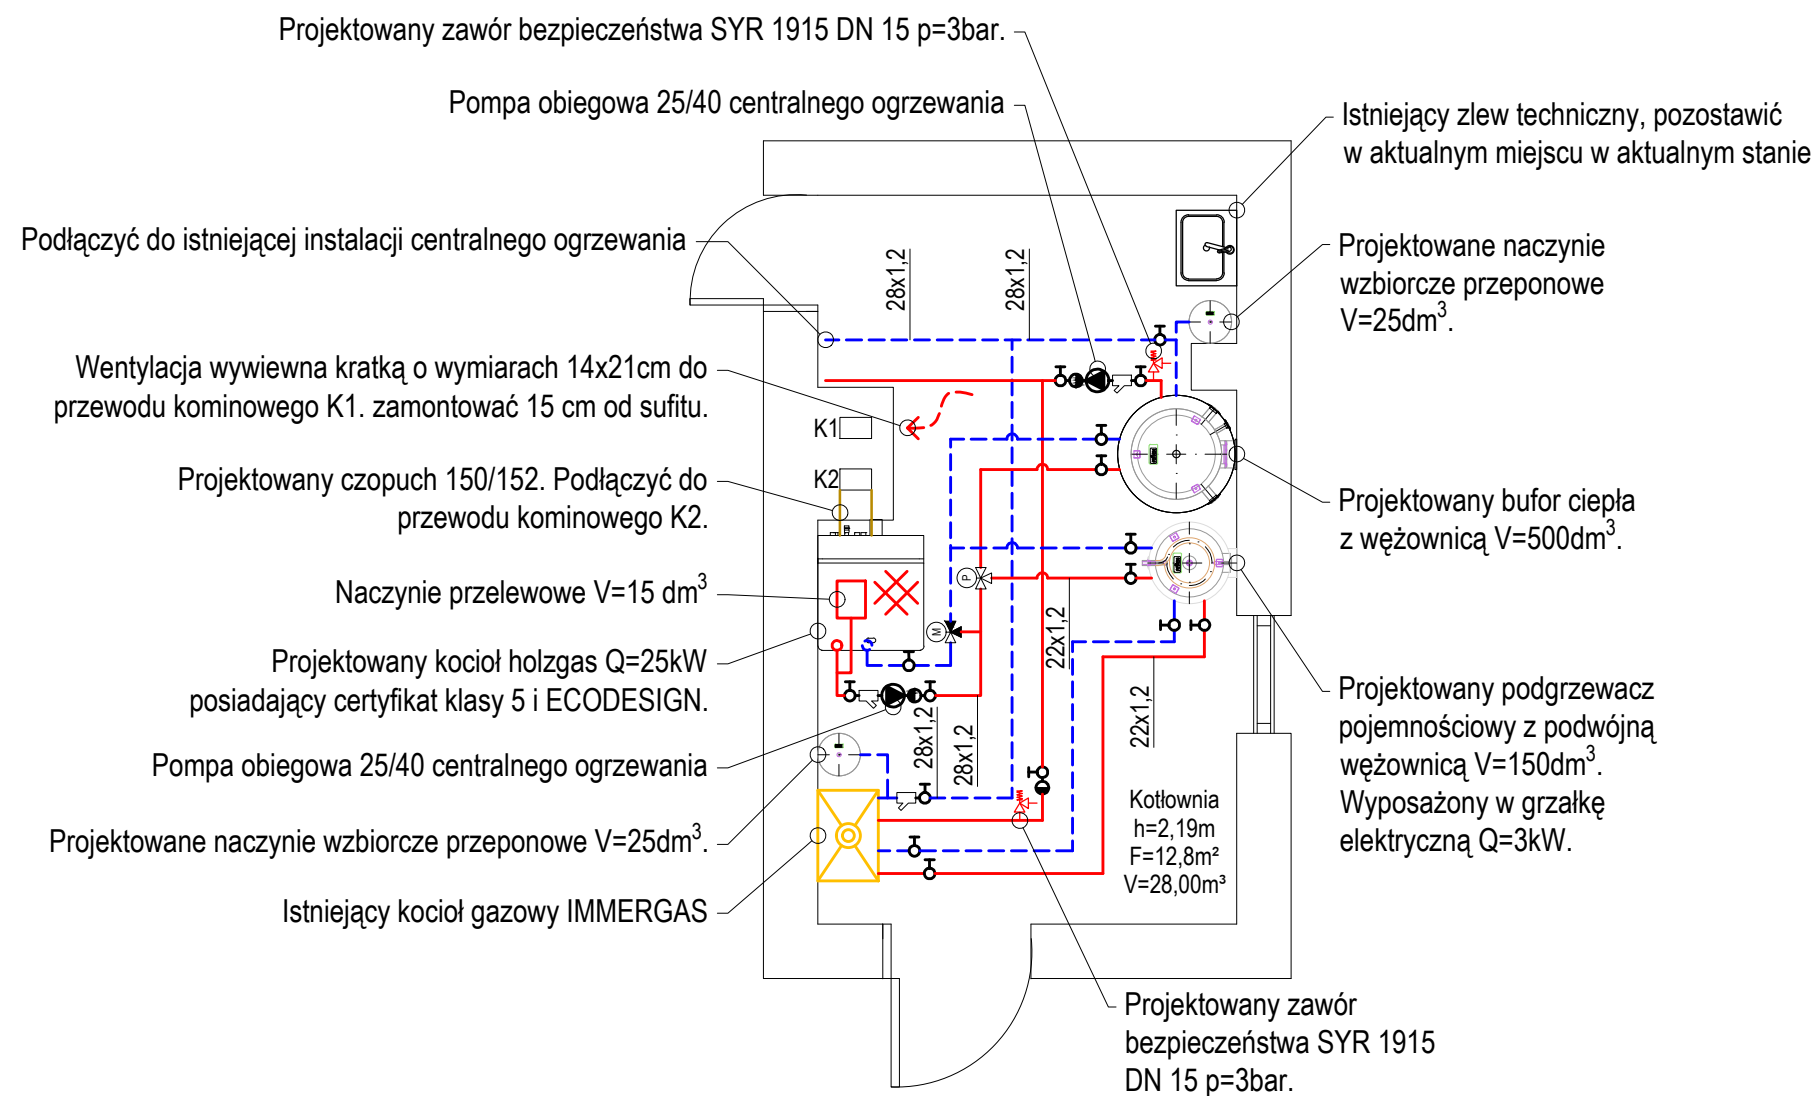 Projektowany zawór bezpieczeństwa SYR 1915 DN 15 p=3bar.
Pompa obiegowa 25/40 centralnego ogrzewania
Istniejący zlew techniczny, pozostawić
w aktualnym miejscu w aktualnym stanie
Podłączyć do istniejącej instalacji centralnego ogrzewania
Projektowane naczynie
wzbiorcze przeponowe
V=25dm³.
28x1,2
28x1,2
Wentylacja wywiewna kratką o wymiarach 14x21cm do
przewodu kominowego K1. zamontować 15 cm od sufitu.
K1
K2
Projektowany czopuch 150/152. Podłączyć do
przewodu kominowego K2.
Projektowany bufor ciepła
z wężownicą V=500dm³.
Naczynie przelewowe V=15 dm³
P
M
22x1,2
Projektowany kocioł holzgas Q=25kW
posiadający certyfikat klasy 5 i ECODESIGN.
Projektowany podgrzewacz
pojemnościowy z podwójną
wężownicą V=150dm³.
Wyposażony w grzałkę
elektryczną Q=3kW.
28x1,2
28x1,2
22x1,2
Pompa obiegowa 25/40 centralnego ogrzewania
Projektowane naczynie wzbiorcze przeponowe V=25dm³.
Kotłownia
h=2,19m
F=12,8m²
V=28,00m³
Istniejący kocioł gazowy IMMERGAS
Projektowany zawór
bezpieczeństwa SYR 1915
DN 15 p=3bar.